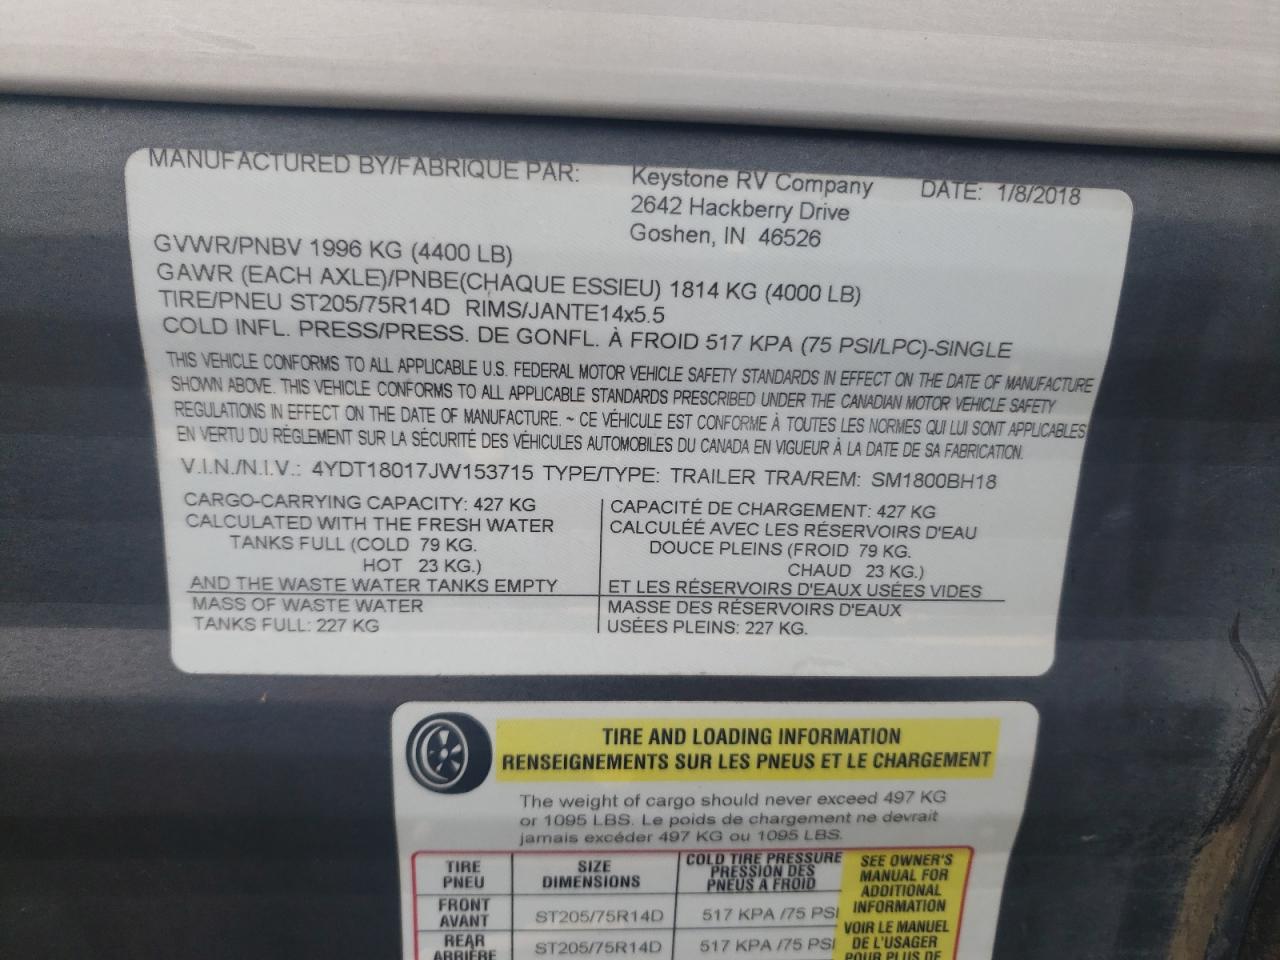 MANUFACTURED BY/FABRIQUE PAR: Keystone RV Company DATE: 1/8/2018
2642 Hackberry Drive
Goshen, IN 46526
GVWR/PNBV 1996 KG (4400 LB)
GAWR (EACH AXLE)/PNBE(CHAQUE ESSIEU) 1814 KG (4000 LB)
TIRE/PNEU ST205/75R14D RIMS/JANTE14x5.5
COLD INFL. PRESS/PRESS. DE GONFL. À FROID 517 KPA (75 PSI/LPC)-SINGLE
THIS VEHICLE CONFORMS TO ALL APPLICABLE U.S. FEDERAL MOTOR VEHICLE SAFETY STANDARDS IN EFFECT ON THE DATE OF MANUFACTURE
SHOWN ABOVE. THIS VEHICLE CONFORMS TO ALL APPLICABLE STANDARDS PRESCRIBED UNDER THE CANADIAN MOTOR VEHICLE SAFETY
REGULATIONS IN EFFECT ON THE DATE OF MANUFACTURE. ~ CE VÉHICULE EST CONFORME À TOUTES LES NORMES QUI LUI SONT APPLICABLES
EN VERTU DU RÈGLEMENT SUR LA SÉCURITÉ DES VÉHICULES AUTOMOBILES DU CANADA EN VIGUEUR À LA DATE DE SA FABRICATION.
V.I.N./N.I.V.: 4YDT18017JW153715 TYPE/TYPE: TRAILER TRA/REM: SM1800BH18
CARGO-CARRYING CAPACITY: 427 KG
CALCULATED WITH THE FRESH WATER
TANKS FULL (COLD 79 KG.
HOT 23 KG.)
AND THE WASTE WATER TANKS EMPTY
MASS OF WASTE WATER
TANKS FULL: 227 KG
CAPACITÉ DE CHARGEMENT: 427 KG
CALCULÉE AVEC LES RÉSERVOIRS D'EAU
DOUCE PLEINS (FROID 79 KG.
CHAUD 23 KG.)
ET LES RÉSERVOIRS D'EAUX USÉES VIDES
MASSE DES RÉSERVOIRS D'EAUX
USÉES PLEINS: 227 KG.
TIRE AND LOADING INFORMATION
RENSEIGNEMENTS SUR LES PNEUS ET LE CHARGEMENT
The weight of cargo should never exceed 497 KG
or 1095 LBS. Le poids de chargement ne devrait
jamais excéder 497 KG ou 1095 LBS.
TIRE
PNEU
SIZE
DIMENSIONS
COLD TIRE PRESSURE
PRESSION DES
PNEUS A FROID
FRONT
AVANT
ST205/75R14D
517 KPA /75 PSI
REAR
ARRIÈRE
ST205/75R14D
517 KPA /75 PSI
SEE OWNER'S
MANUAL FOR
ADDITIONAL
INFORMATION
VOIR LE MANUEL
DE L'USAGER
POUR PLUS DE